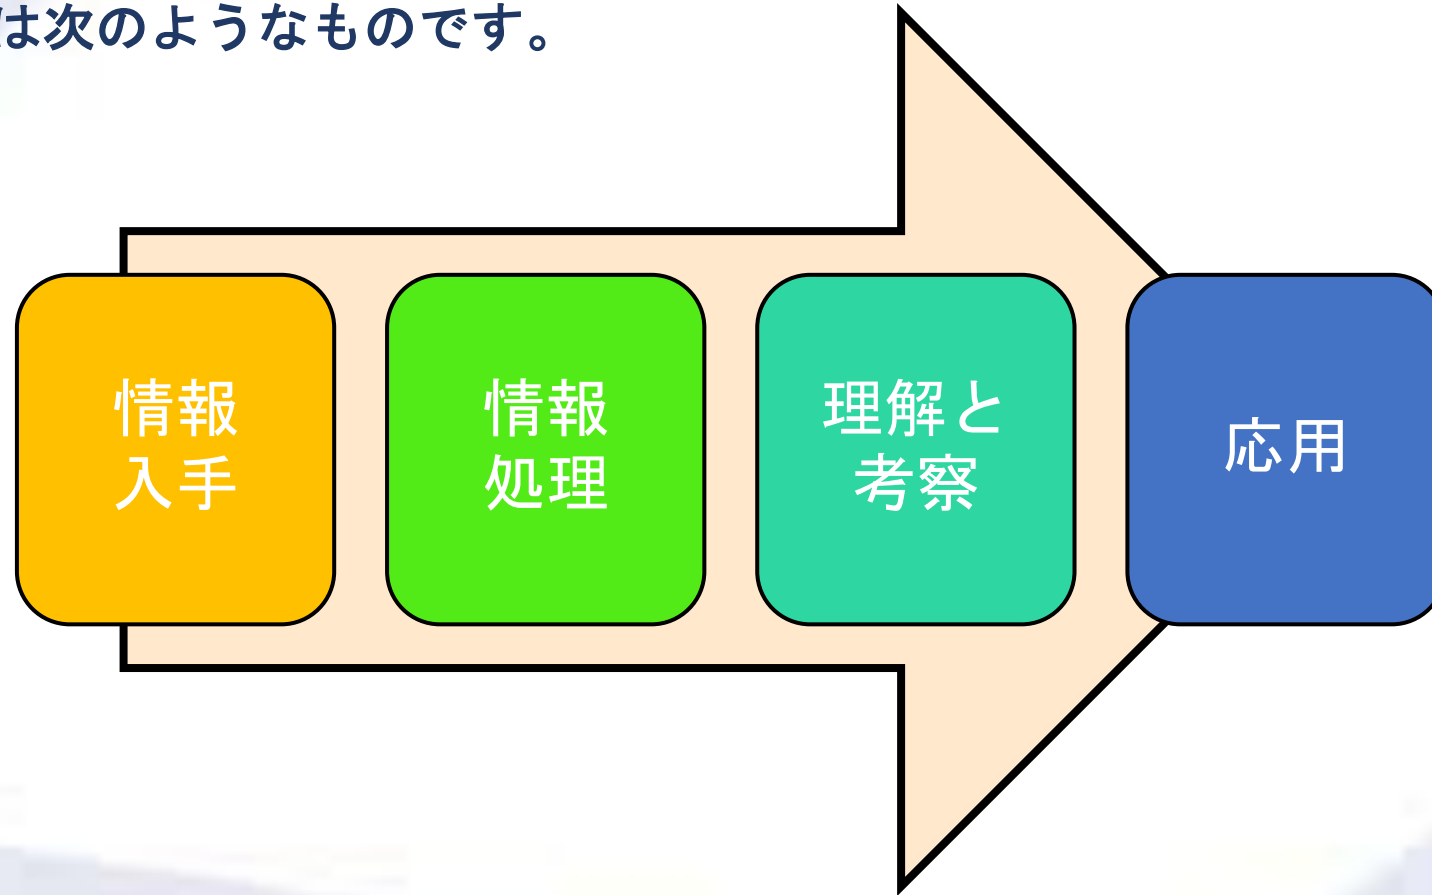 は次のようなものです。
情報
入手
情報
処理
理解と
考察
応用